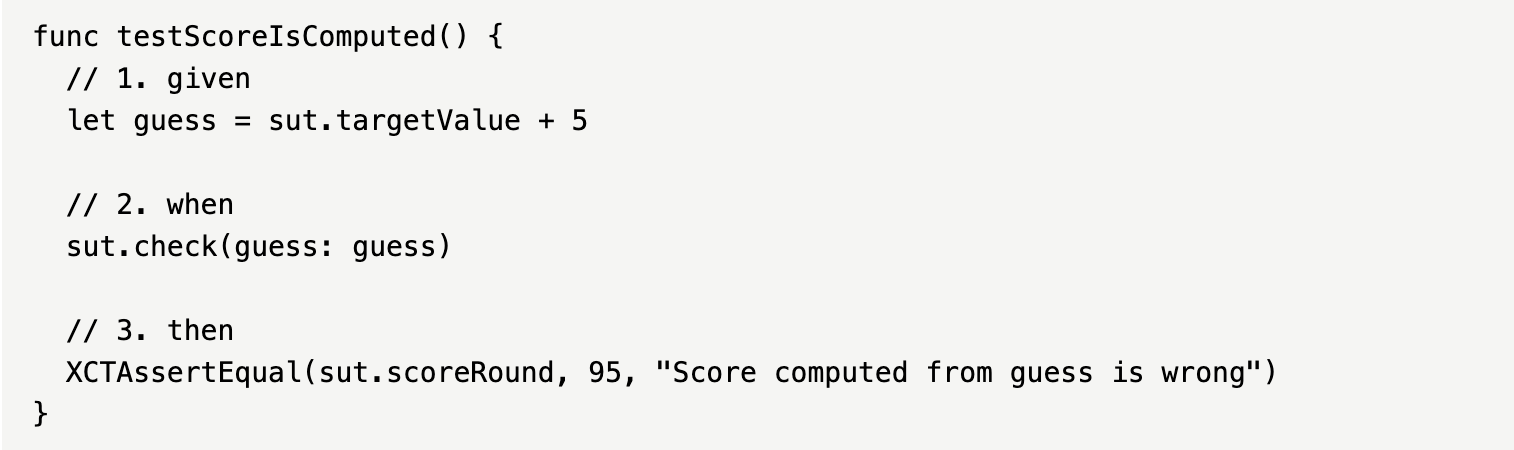 func testScoreIsComputed() {
  // 1. given
  let guess = sut.targetValue + 5

  // 2. when
  sut.check(guess: guess)

  // 3. then
  XCTAssertEqual(sut.scoreRound, 95, "Score computed from guess is wrong")
}